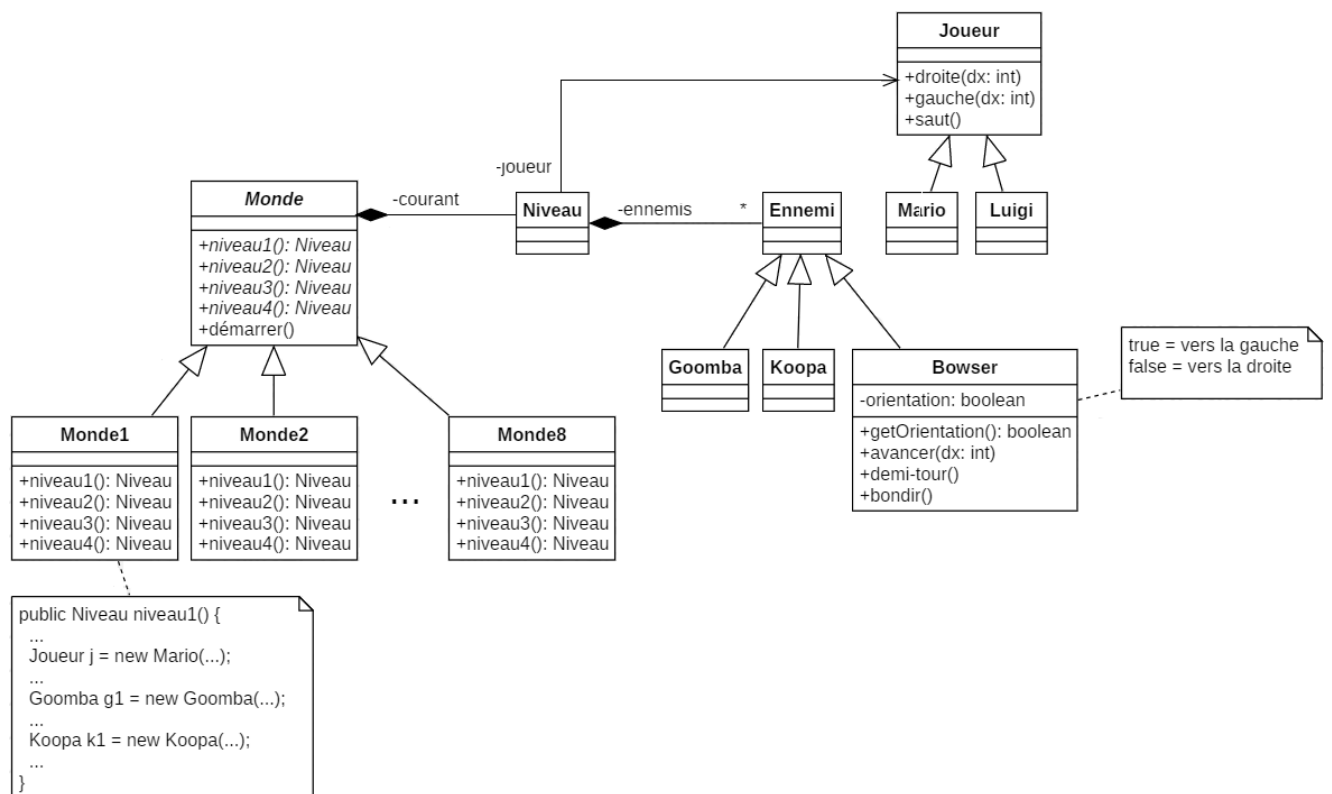 Joueur
+droite(dx: int)
+gauche(dx: int)
+saut()
-joueur
Monde
+niveau1(): Niveau
+niveau2(): Niveau
+niveau3(): Niveau
+niveau4(): Niveau
+démarrer()
-courant
Niveau
-ennemis
*
Ennemi
Mario
Luigi
Goomba
Koopa
Bowser
-orientation: boolean
+getOrientation(): boolean
+avancer(dx: int)
+demi-tour()
+bondir()
true = vers la gauche
false = vers la droite
Monde1
+niveau1(): Niveau
+niveau2(): Niveau
+niveau3(): Niveau
+niveau4(): Niveau
Monde2
+niveau1(): Niveau
+niveau2(): Niveau
+niveau3(): Niveau
+niveau4(): Niveau
...
Monde8
+niveau1(): Niveau
+niveau2(): Niveau
+niveau3(): Niveau
+niveau4(): Niveau
public Niveau niveau1() {
...
Joueur j = new Mario(...);
...
Goomba g1 = new Goomba(...);
...
Koopa k1 = new Koopa(...);
...
}